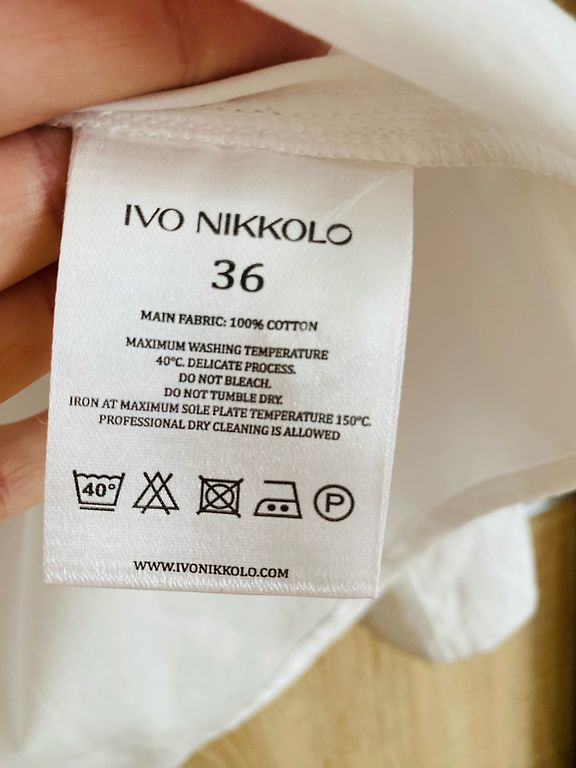 IVO NIKKOLO
36
MAIN FABRIC: 100% COTTON
MAXIMUM WASHING TEMPERATURE
40°C. DELICATE PROCESS.
DO NOT BLEACH.
DO NOT TUMBLE DRY.
IRON AT MAXIMUM SOLE PLATE TEMPERATURE 150°C.
PROFESSIONAL DRY CLEANING IS ALLOWED
40° P
WWW.IVONIKKOLO.COM